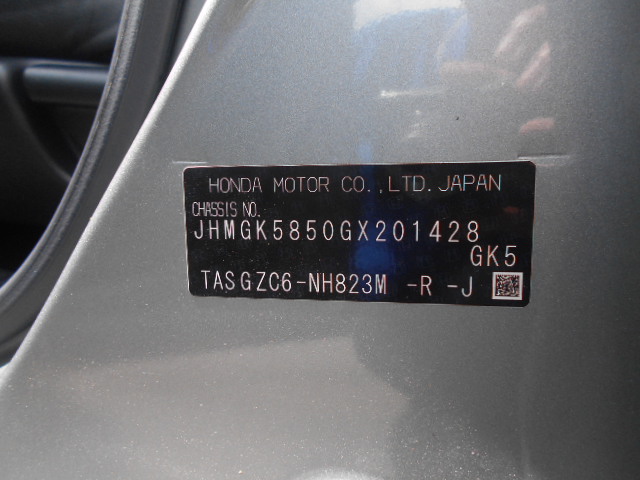 HONDA MOTOR CO., LTD. JAPAN
CHASSIS NO.
JHMGK5850GX201428
GK5
TASGZC6-NH823M -R -J